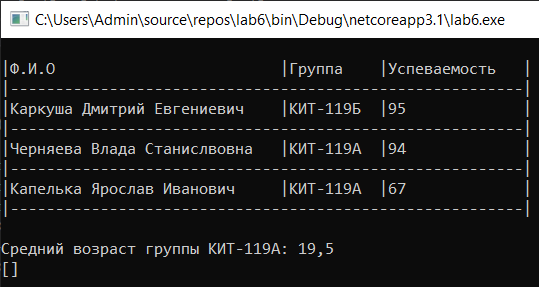 C:\Users\Admin\source\repos\lab6\bin\Debug\netcoreapp3.1\lab6.exe
|Ф.И.О |Группа |Успеваемость |
|---------------------------------------------------------|
|Каркуша Дмитрий Евгениевич |КИТ-119Б |95 |
|---------------------------------------------------------|
|Черняева Влада Станислвовна |КИТ-119А |94 |
|---------------------------------------------------------|
|Капелька Ярослав Иванович |КИТ-119А |67 |
|---------------------------------------------------------|
Средний возраст группы КИТ-119А: 19,5
[]